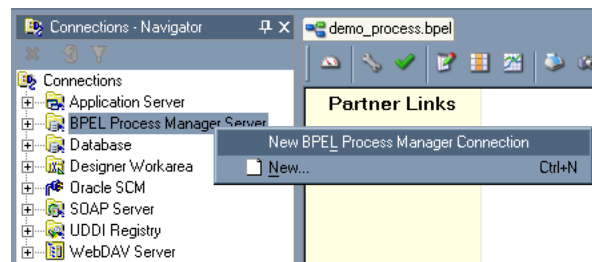 Connections - Navigator
demo_process.bpel
Connections
Application Server
Partner Links
BPEL Process Manager Server
New BPEL Process Manager Connection
Database
Designer Workarea
New... Ctrl+N
Oracle SCM
SOAP Server
UDDI Registry
WebDAV Server